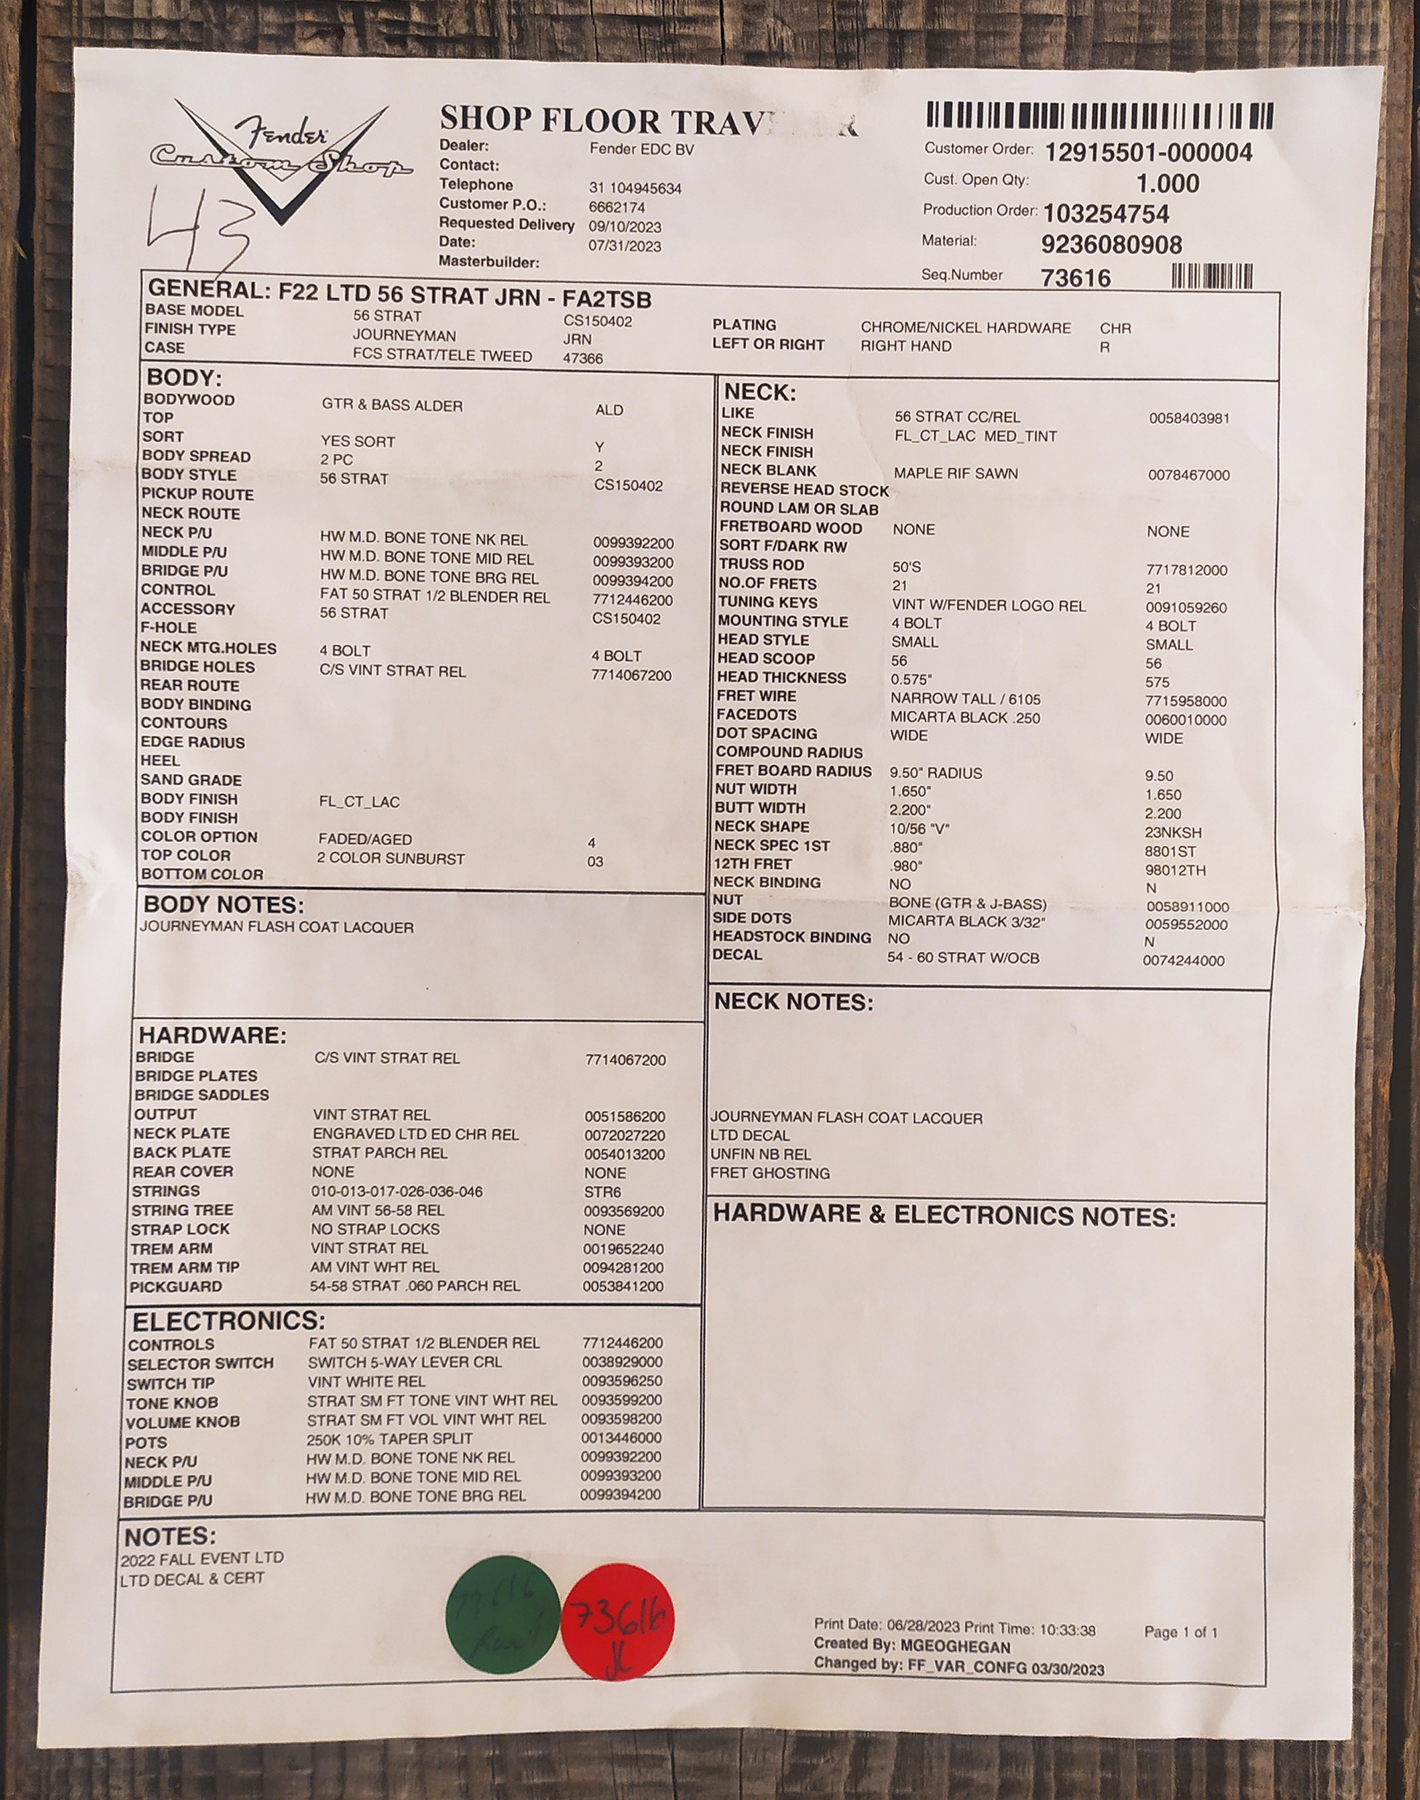 Fender
Custom Shop
43
SHOP FLOOR
Dealer: Fender EDC BV
Contact:
Telephone 31 104945634
Customer P.O.: 6662174
Requested Delivery 09/10/2023
Date: 07/31/2023
Masterbuilder:
Customer Order: 12915501-000004
Cust. Open Qty: 1.000
Production Order: 103254754
Material: 9236080908
Seq.Number 73616
GENERAL: F22 LTD 56 STRAT JRN - FA2TSB
BASE MODEL 56 STRAT CS150402
FINISH TYPE JOURNEYMAN JRN
CASE FCS STRAT/TELE TWEED 47366
PLATING CHROME/NICKEL HARDWARE CHR
LEFT OR RIGHT RIGHT HAND R
BODY:
BODYWOOD GTR & BASS ALDER ALD
TOP
SORT YES SORT Y
BODY SPREAD 2 PC 2
BODY STYLE 56 STRAT CS150402
PICKUP ROUTE
NECK ROUTE
NECK P/U HW M.D. BONE TONE NK REL 0099392200
MIDDLE P/U HW M.D. BONE TONE MID REL 0099393200
BRIDGE P/U HW M.D. BONE TONE BRG REL 0099394200
CONTROL FAT 50 STRAT 1/2 BLENDER REL 7712446200
ACCESSORY 56 STRAT CS150402
F-HOLE
NECK MTG.HOLES 4 BOLT 4 BOLT
BRIDGE HOLES C/S VINT STRAT REL 7714067200
REAR ROUTE
BODY BINDING
CONTOURS
EDGE RADIUS
HEEL
SAND GRADE
BODY FINISH FL_CT_LAC
BODY FINISH
COLOR OPTION FADED/AGED 4
TOP COLOR 2 COLOR SUNBURST 03
BOTTOM COLOR
BODY NOTES:
JOURNEYMAN FLASH COAT LACQUER
HARDWARE:
BRIDGE C/S VINT STRAT REL 7714067200
BRIDGE PLATES
BRIDGE SADDLES
OUTPUT VINT STRAT REL 0051586200
NECK PLATE ENGRAVED LTD ED CHR REL 0072027220
BACK PLATE STRAT PARCH REL 0054013200
REAR COVER NONE NONE
STRINGS 010-013-017-026-036-046 STR6
STRING TREE AM VINT 56-58 REL 0093569200
STRAP LOCK NO STRAP LOCKS NONE
TREM ARM VINT STRAT REL 0019652240
TREM ARM TIP AM VINT WHT REL 0094281200
PICKGUARD 54-58 STRAT .060 PARCH REL 0053841200
ELECTRONICS:
CONTROLS FAT 50 STRAT 1/2 BLENDER REL 7712446200
SELECTOR SWITCH SWITCH 5-WAY LEVER CRL 0038929000
SWITCH TIP VINT WHITE REL 0093596250
TONE KNOB STRAT SM FT TONE VINT WHT REL 0093599200
VOLUME KNOB STRAT SM FT VOL VINT WHT REL 0093598200
POTS 250K 10% TAPER SPLIT 0013446000
NECK P/U HW M.D. BONE TONE NK REL 0099392200
MIDDLE P/U HW M.D. BONE TONE MID REL 0099393200
BRIDGE P/U HW M.D. BONE TONE BRG REL 0099394200
NECK:
LIKE 56 STRAT CC/REL 0058403981
NECK FINISH FL_CT_LAC MED_TINT
NECK FINISH
NECK BLANK MAPLE RIF SAWN 0078467000
REVERSE HEAD STOCK
ROUND LAM OR SLAB
FRETBOARD WOOD NONE NONE
SORT F/DARK RW
TRUSS ROD 50'S 7717812000
NO.OF FRETS 21 21
TUNING KEYS VINT W/FENDER LOGO REL 0091059260
MOUNTING STYLE 4 BOLT 4 BOLT
HEAD STYLE SMALL SMALL
HEAD SCOOP 56 56
HEAD THICKNESS 0.575" 575
FRET WIRE NARROW TALL / 6105 7715958000
FACEDOTS MICARTA BLACK .250 0060010000
DOT SPACING WIDE WIDE
COMPOUND RADIUS
FRET BOARD RADIUS 9.50" RADIUS 9.50
NUT WIDTH 1.650" 1.650
BUTT WIDTH 2.200" 2.200
NECK SHAPE 10/56 "V" 23NKSH
NECK SPEC 1ST .880" 8801ST
12TH FRET .980" 98012TH
NECK BINDING NO N
NUT BONE (GTR & J-BASS) 0058911000
SIDE DOTS MICARTA BLACK 3/32" 0059552000
HEADSTOCK BINDING NO N
DECAL 54 - 60 STRAT W/OCB 0074244000
NECK NOTES:
JOURNEYMAN FLASH COAT LACQUER
LTD DECAL
UNFIN NB REL
FRET GHOSTING
HARDWARE & ELECTRONICS NOTES:
NOTES:
2022 FALL EVENT LTD
LTD DECAL & CERT
73616
Print Date: 06/28/2023 Print Time: 10:33:38 Page 1 of 1
Created By: MGEOGHEGAN
Changed by: FF_VAR_CONFG 03/30/2023